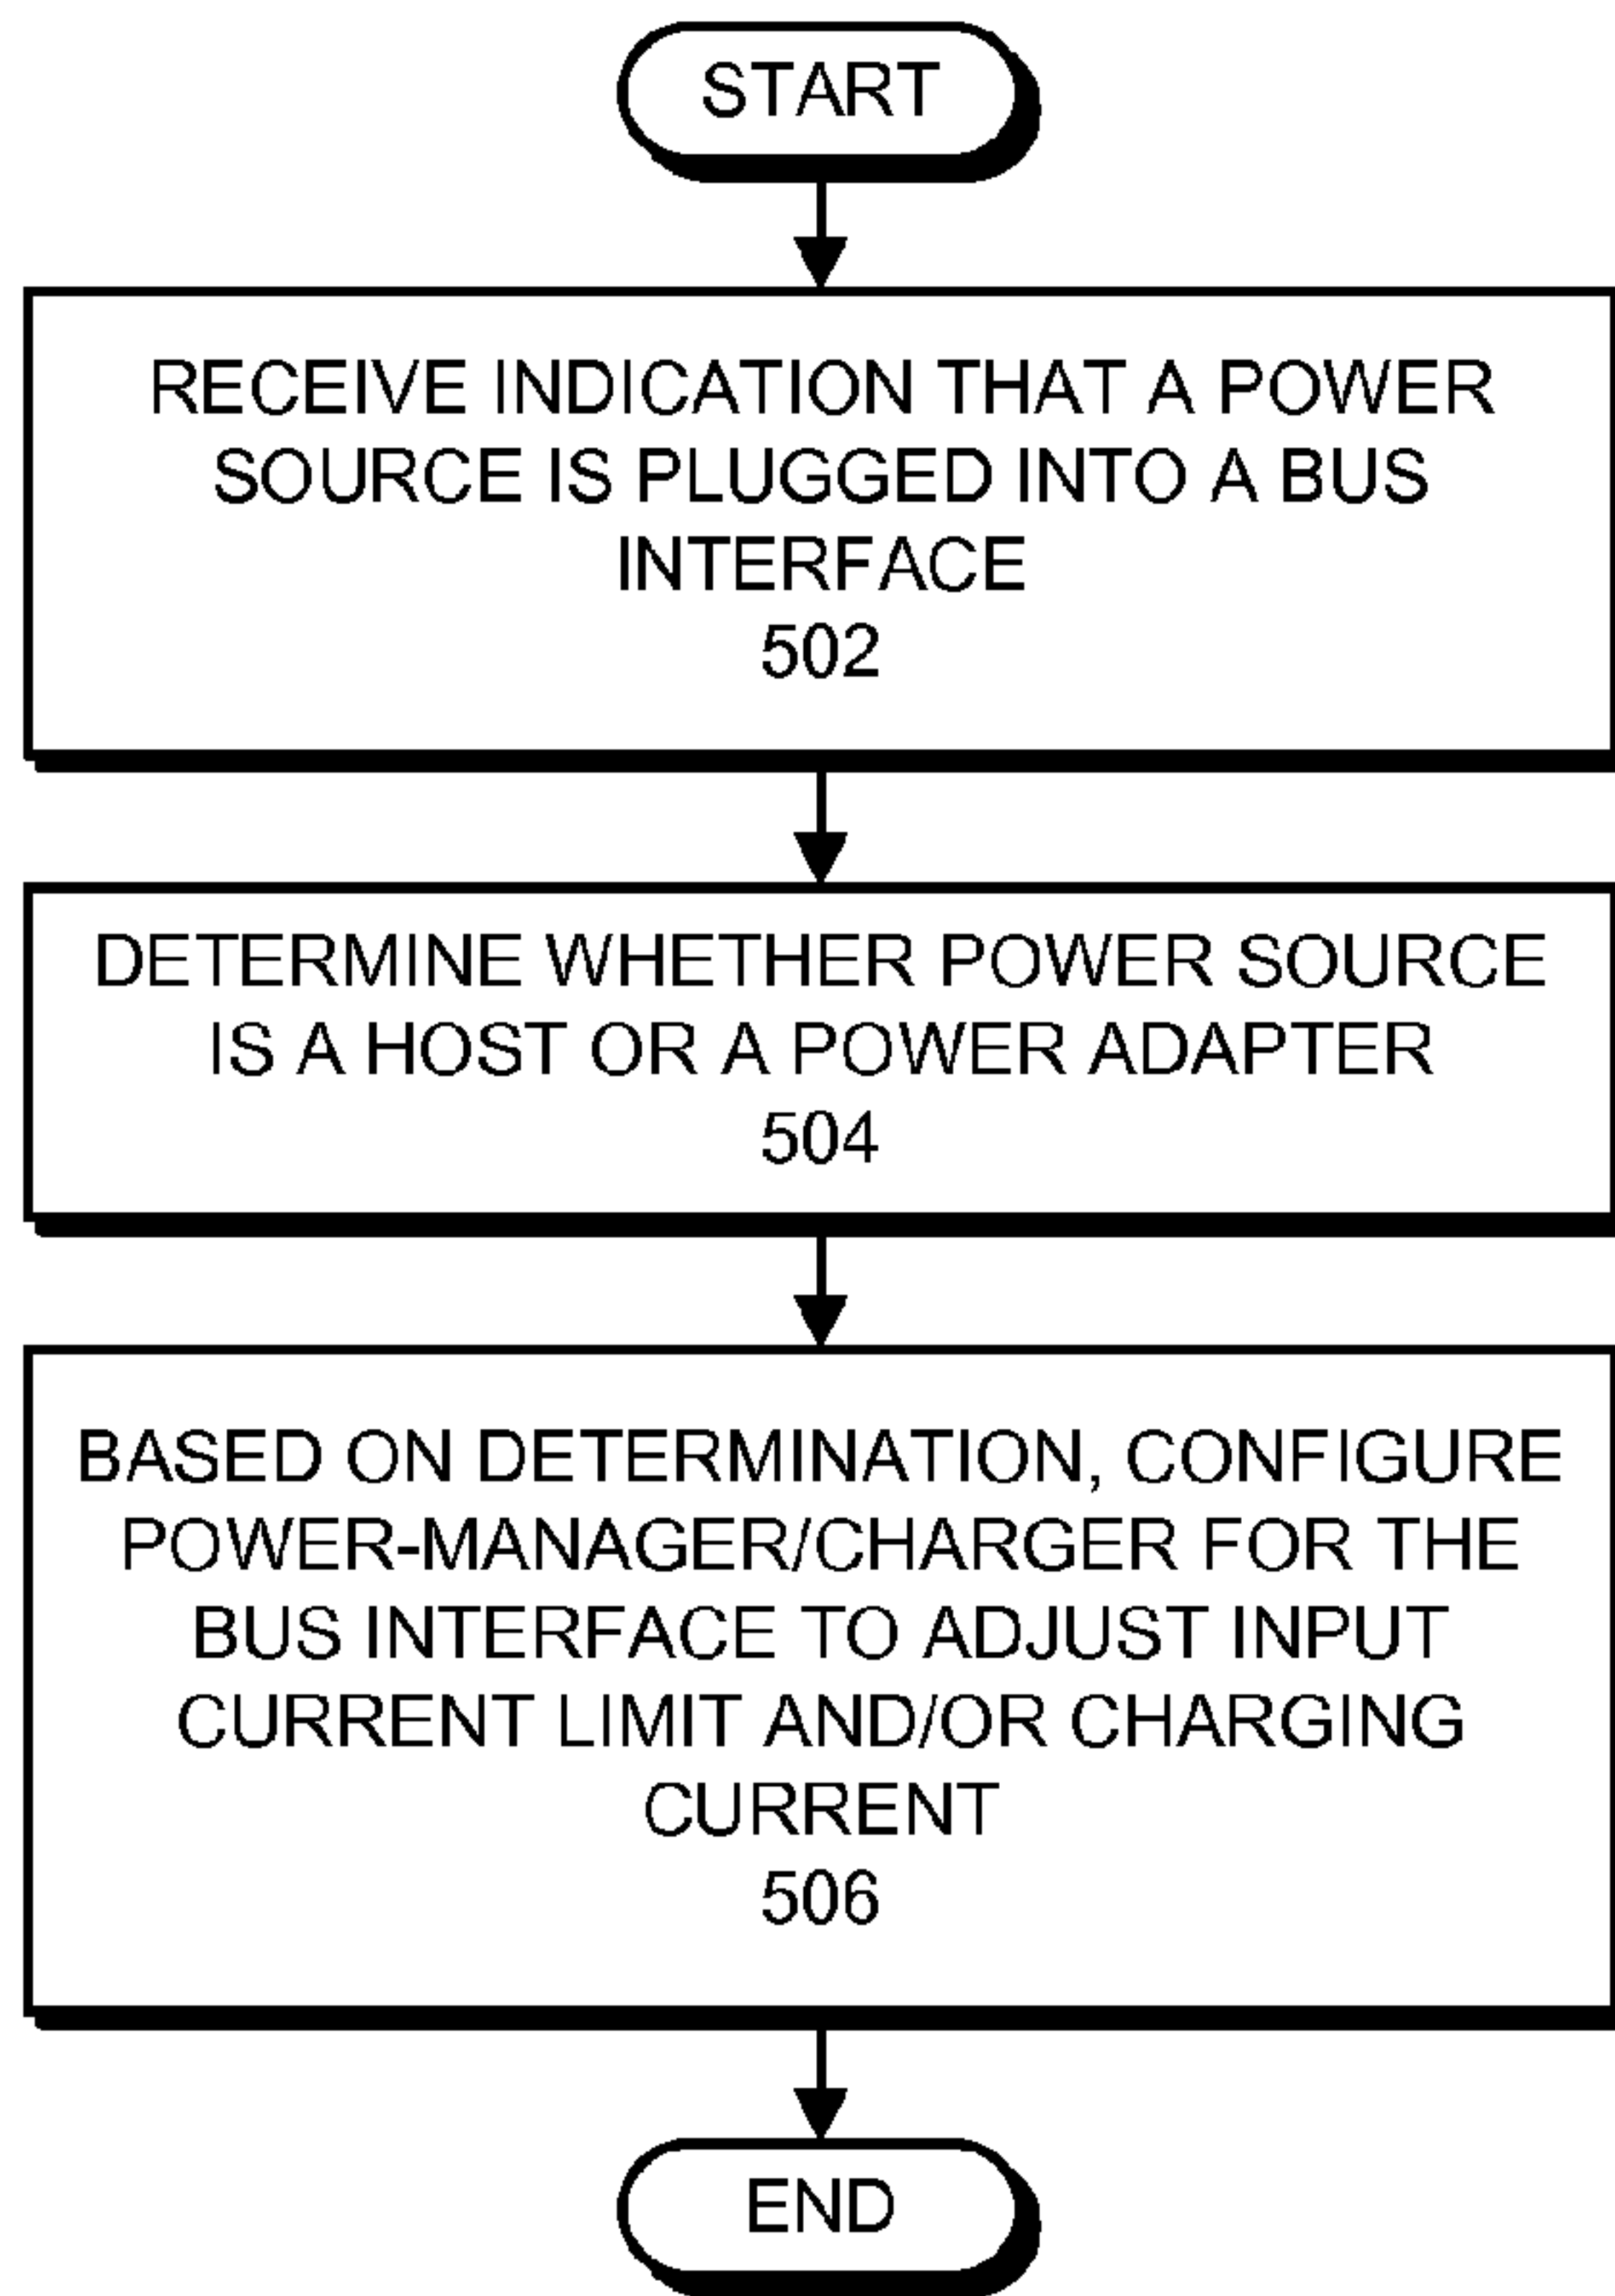 START
RECEIVE INDICATION THAT A POWER
SOURCE IS PLUGGED INTO A BUS
INTERFACE
502
DETERMINE WHETHER POWER SOURCE
IS A HOST OR A POWER ADAPTER
504
BASED ON DETERMINATION, CONFIGURE
POWER-MANAGER/CHARGER FOR THE
BUS INTERFACE TO ADJUST INPUT
CURRENT LIMIT AND/OR CHARGING
CURRENT
506
END